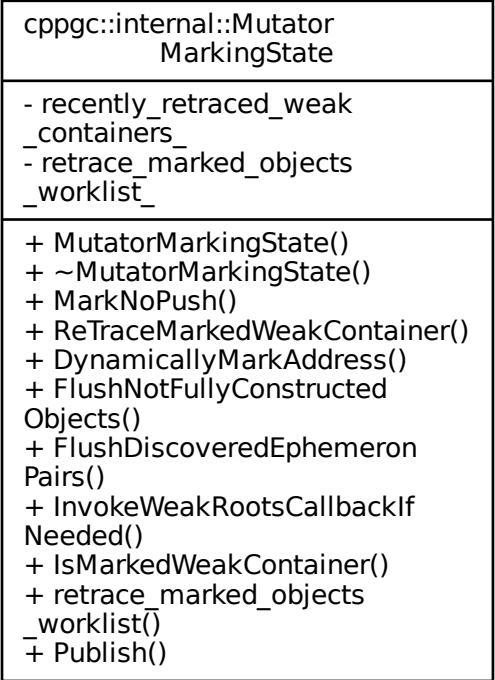 cppgc::internal::Mutator
MarkingState
- recently_retraced_weak
_containers_
- retrace_marked_objects
_worklist_
+ MutatorMarkingState()
+ ~MutatorMarkingState()
+ MarkNoPush()
+ ReTraceMarkedWeakContainer()
+ DynamicallyMarkAddress()
+ FlushNotFullyConstructed
Objects()
+ FlushDiscoveredEphemeron
Pairs()
+ InvokeWeakRootsCallbackIf
Needed()
+ IsMarkedWeakContainer()
+ retrace_marked_objects
_worklist()
+ Publish()